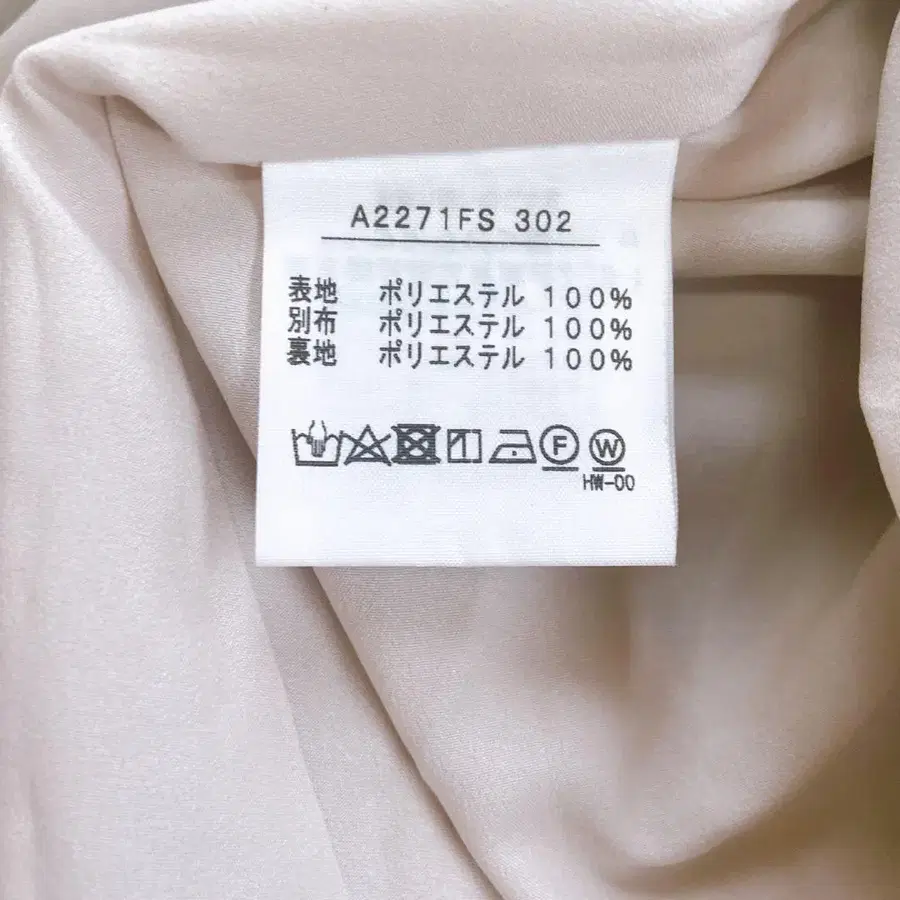 A2271FS 302
表地 ポリエステル 100%
別布 ポリエステル 100%
裏地 ポリエステル 100%
F W
HW-00